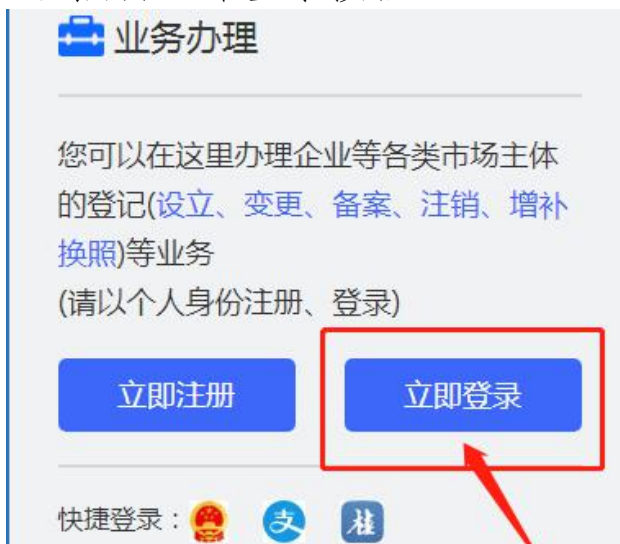 业务办理
您可以在这里办理企业等各类市场主体
的登记(设立、变更、备案、注销、增补
换照)等业务
(请以个人身份注册、登录)
立即注册
立即登录
快捷登录：
支
桂